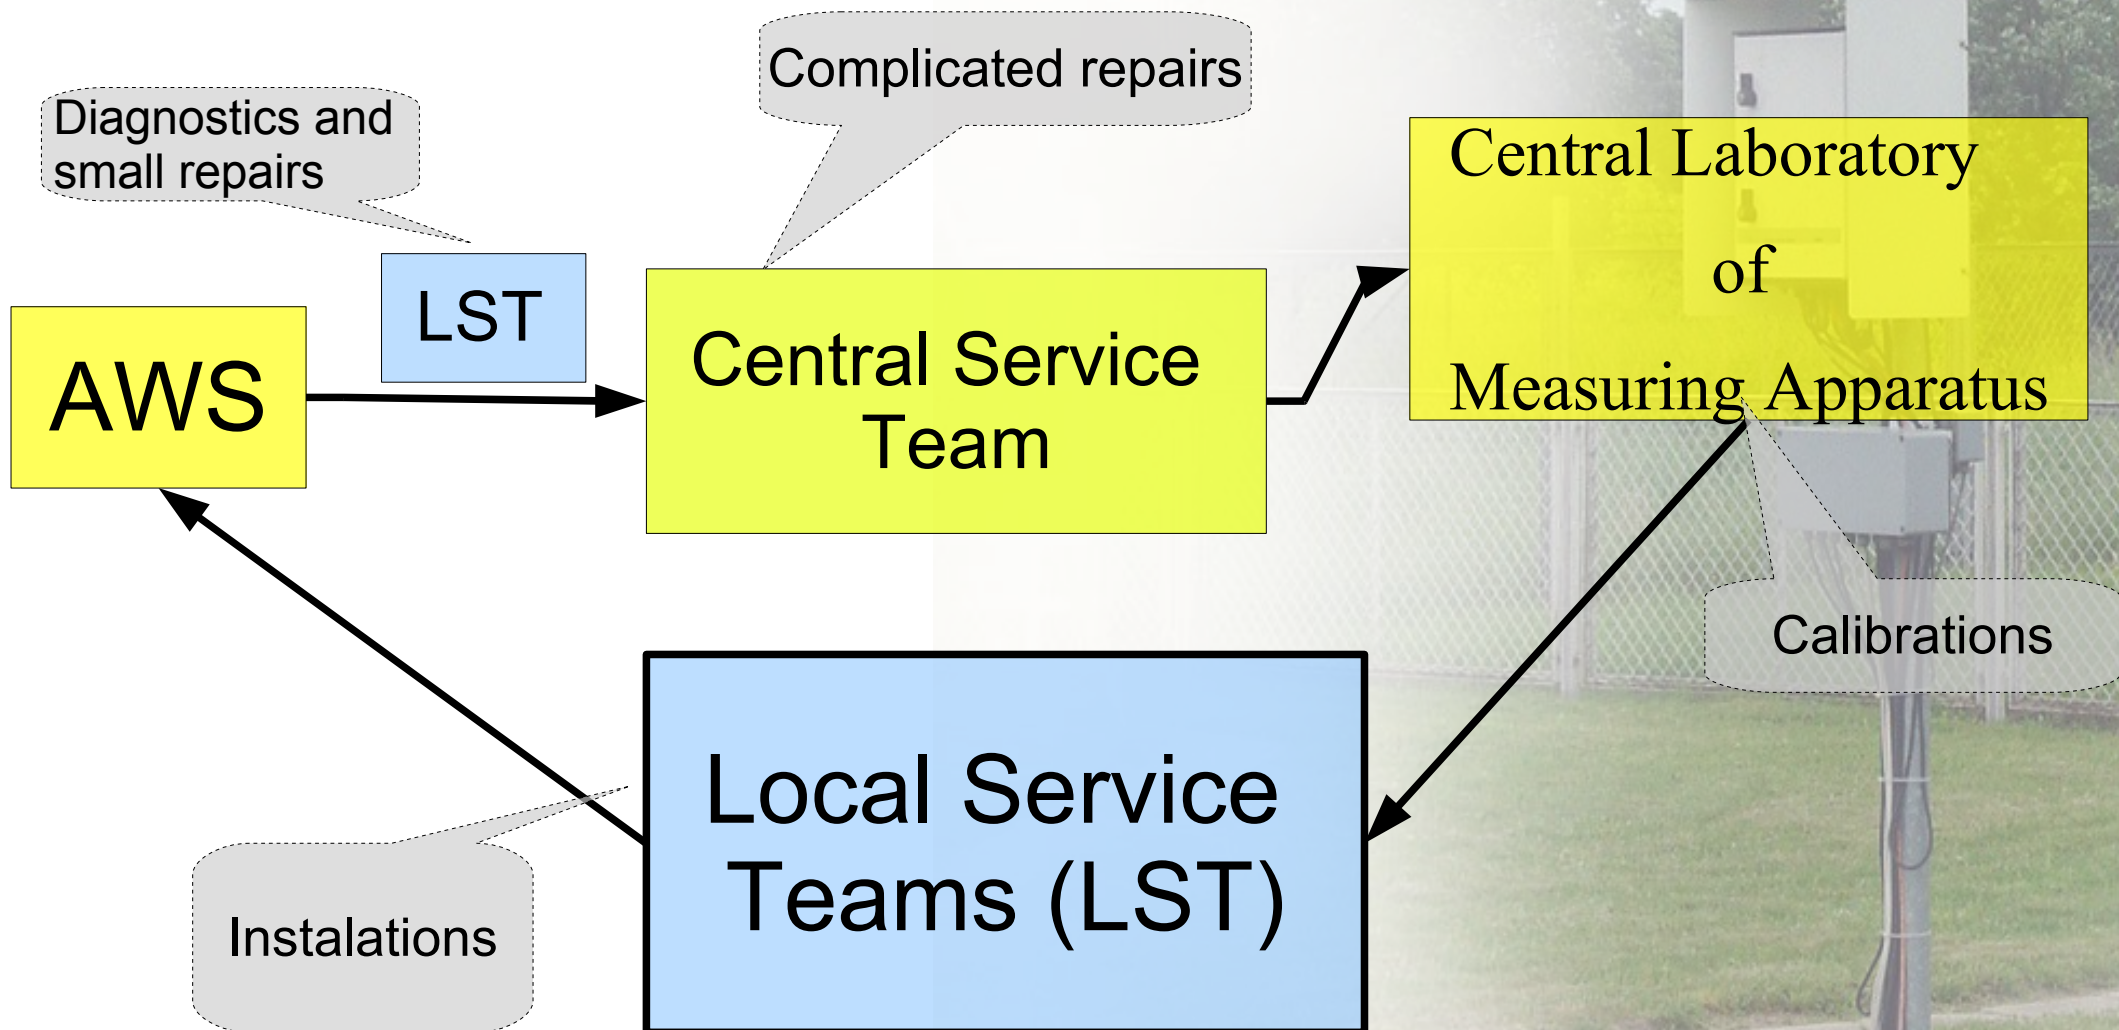 Complicated repairs
Diagnostics and
small repairs
Central Laboratory
of
Measuring Apparatus
LST
AWS
Central Service
Team
Calibrations
Local Service
Teams (LST)
Instalations